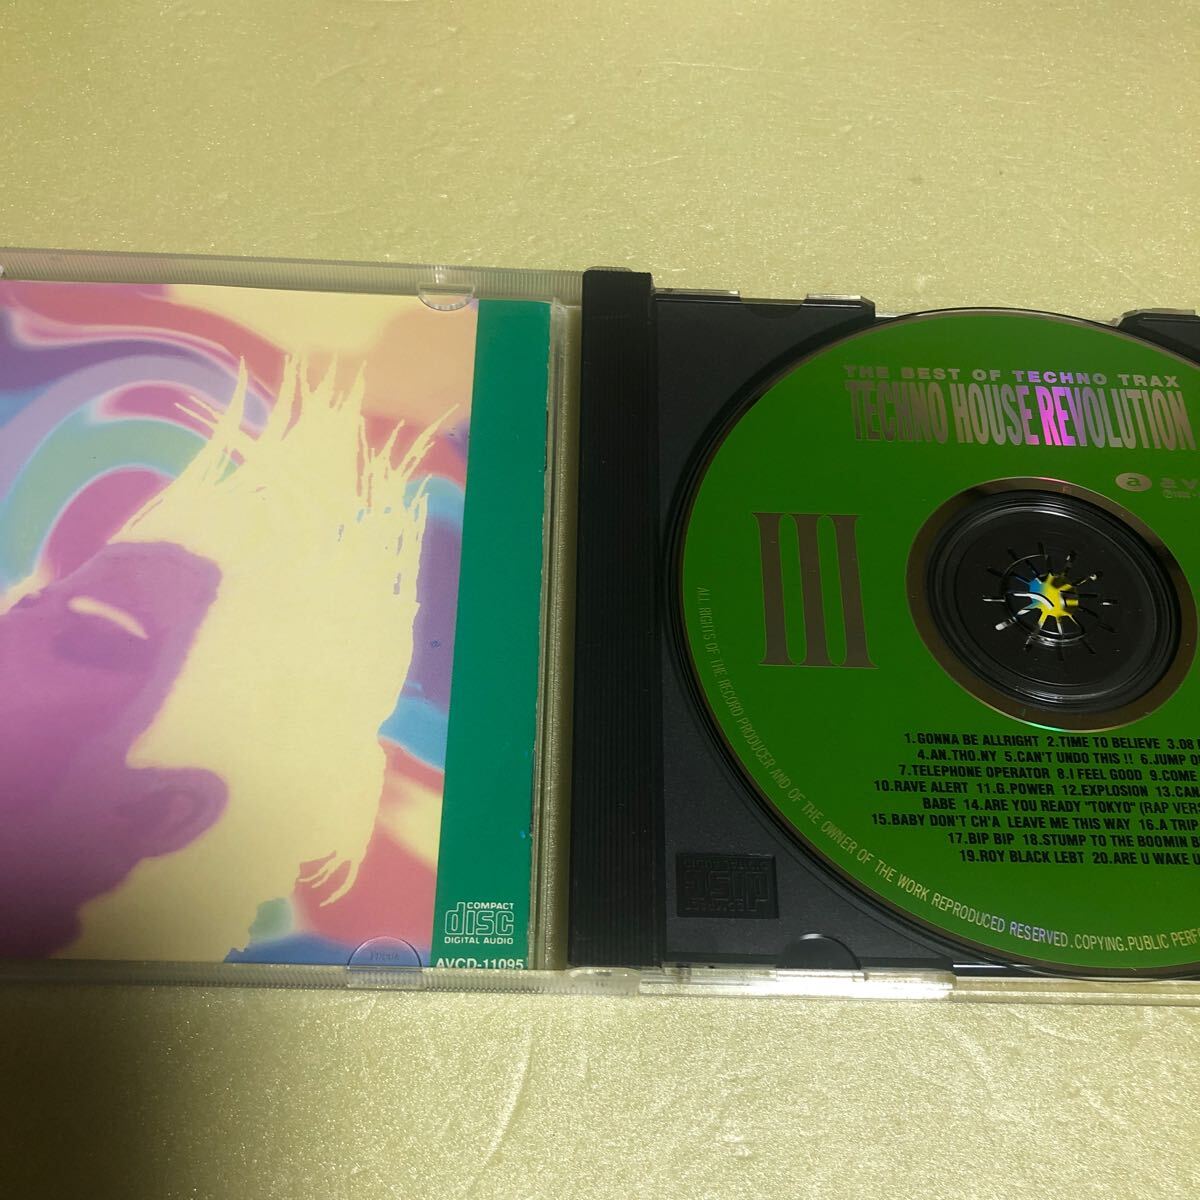 COMPACT
disc
DIGITAL AUDIO
AVCD-11095
THE BEST OF TECHNO TRAX
TECHNO HOUSE REVOLUTION
a
III
1.GONNA BE ALLRIGHT 2.TIME TO BELIEVE 3.08
4.AN.THO.NY 5.CAN'T UNDO THIS !! 6.JUMP
7.TELEPHONE OPERATOR 8.I FEEL GOOD 9.COME
10.RAVE ALERT 11.G.POWER 12.EXPLOSION 13.CAN
BABE 14.ARE YOU READY "TOKYO" (RAP VERS
15.BABY DON'T CH'A LEAVE ME THIS WAY 16.A TRIP
17.BIP BIP 18.STUMP TO THE BOOMIN B
19.ROY BLACK LEBT 20.ARE U WAKE U
ALL RIGHTS OF THE RECORD PRODUCER AND OF THE OWNER OF THE WORK REPRODUCED RESERVED.COPYING.PUBLIC PERF
COMPACT
disc
DIGITAL AUDIO